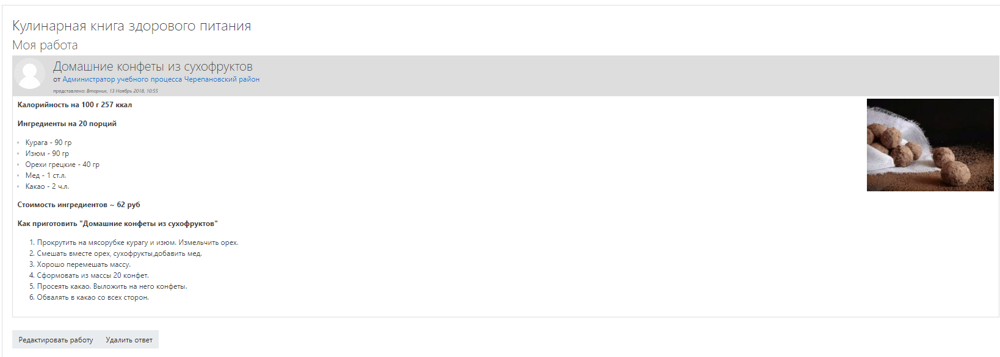 Кулинарная книга здорового питания
Моя работа
Домашние конфеты из сухофруктов
от Администратор учебного процесса Черепановский район
представлено: Вторник, 13 Ноябрь 2018, 10:55
Калорийность на 100 г 257 ккал
Ингредиенты на 20 порций
Курага - 90 гр
Изюм - 90 гр
Орехи грецкие - 40 гр
Мед - 1 ст.л.
Какао - 2 ч.л.
Стоимость ингредиентов ~ 62 руб
Как приготовить "Домашние конфеты из сухофруктов"
1. Прокрутить на мясорубке курагу и изюм. Измельчить орех.
2. Смешать вместе орех, сухофрукты,добавить мед.
3. Хорошо перемешать массу.
4. Сформовать из массы 20 конфет.
5. Просеять какао. Выложить на него конфеты.
6. Обвалять в какао со всех сторон.
Редактировать работу Удалить ответ